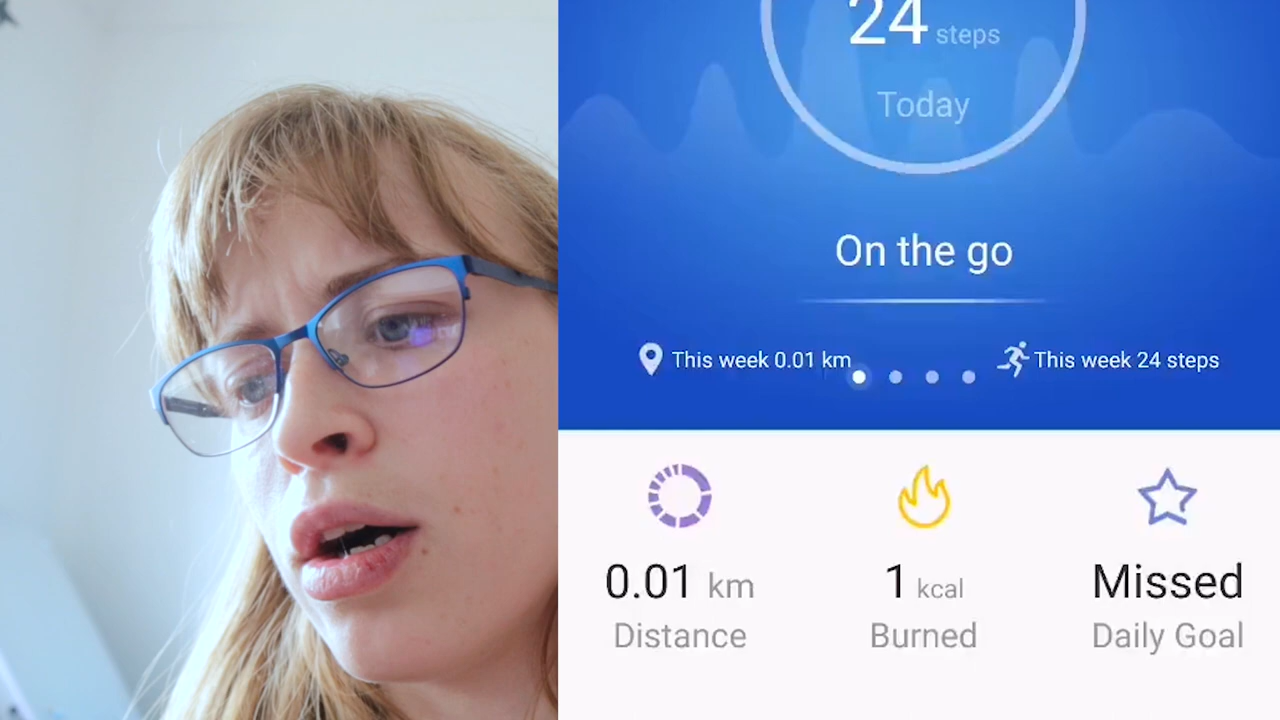 24 steps
Today
On the go
This week 0.01 km
This week 24 steps
0.01 km
Distance
1 kcal
Burned
Missed
Daily Goal